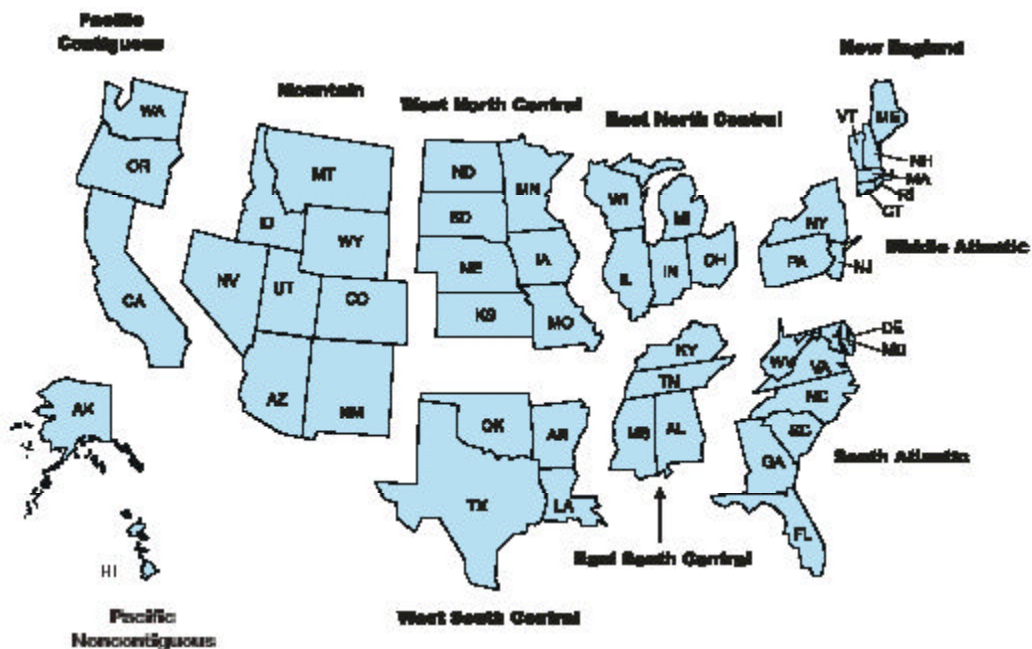 Pacific
Contiguous
WA
OR
CA
Mountain
MT
ID
WY
NV
UT
CO
AZ
NM
West North Central
ND
MN
SD
IA
NE
KS
MO
East North Central
WI
MI
IL
IN
OH
New England
VT
ME
NH
MA
RI
CT
Middle Atlantic
NY
PA
NJ
AK
HI
Pacific
Noncontiguous
OK
AR
TX
LA
West South Central
KY
TN
MS
AL
East South Central
DE
MD
WV
VA
NC
SC
GA
FL
South Atlantic